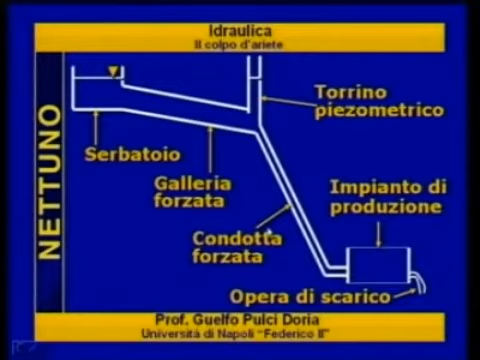 Idraulica
Il colpo d'ariete
NETTUNO
Torrino
piezometrico
Serbatoio
Galleria
forzata
Impianto di
produzione
Condotta
forzata
Opera di scarico
Prof. Guelfo Pulci Doria
Università di Napoli "Federico II"